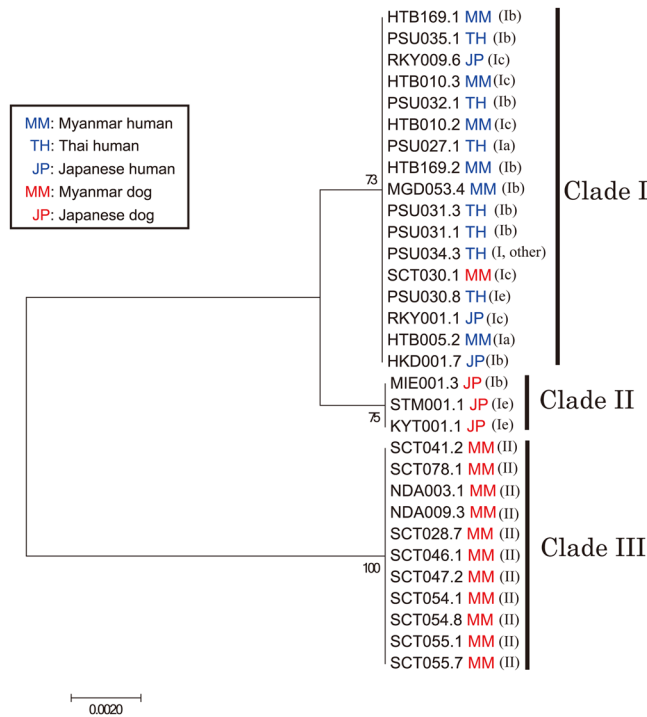 MM: Myanmar human
TH: Thai human
JP: Japanese human
MM: Myanmar dog
JP: Japanese dog
HTB169.1 MM (Ib)
PSU035.1 TH (Ib)
RKY009.6 JP (Ic)
HTB010.3 MM (Ic)
PSU032.1 TH (Ib)
HTB010.2 MM (Ic)
PSU027.1 TH (Ia)
HTB169.2 MM (Ib)
MGD053.4 MM (Ib)
PSU031.3 TH (Ib)
PSU031.1 TH (Ib)
PSU034.3 TH (I, other)
SCT030.1 MM (Ic)
PSU030.8 TH (Ie)
RKY001.1 JP (Ic)
HTB005.2 MM (Ia)
HKD001.7 JP (Ib)
73
Clade I
MIE001.3 JP (Ib)
STM001.1 JP (Ie)
KYT001.1 JP (Ie)
75
Clade II
SCT041.2 MM (II)
SCT078.1 MM (II)
NDA003.1 MM (II)
NDA009.3 MM (II)
SCT028.7 MM (II)
SCT046.1 MM (II)
SCT047.2 MM (II)
SCT054.1 MM (II)
SCT054.8 MM (II)
SCT055.1 MM (II)
SCT055.7 MM (II)
100
Clade III
0.0020